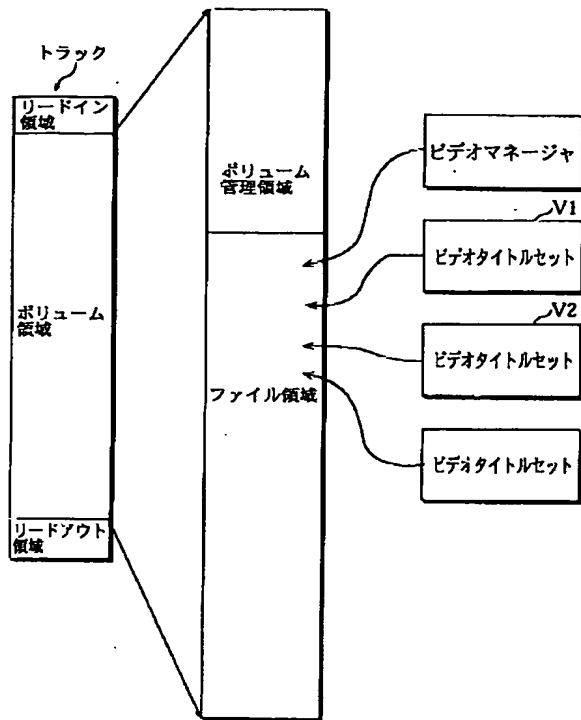 トラック
リードイン
領域
ボリューム
領域
リードアウト
領域
ボリューム
管理領域
ファイル領域
ビデオマネージャ
V1
ビデオタイトルセット
V2
ビデオタイトルセット
ビデオタイトルセット